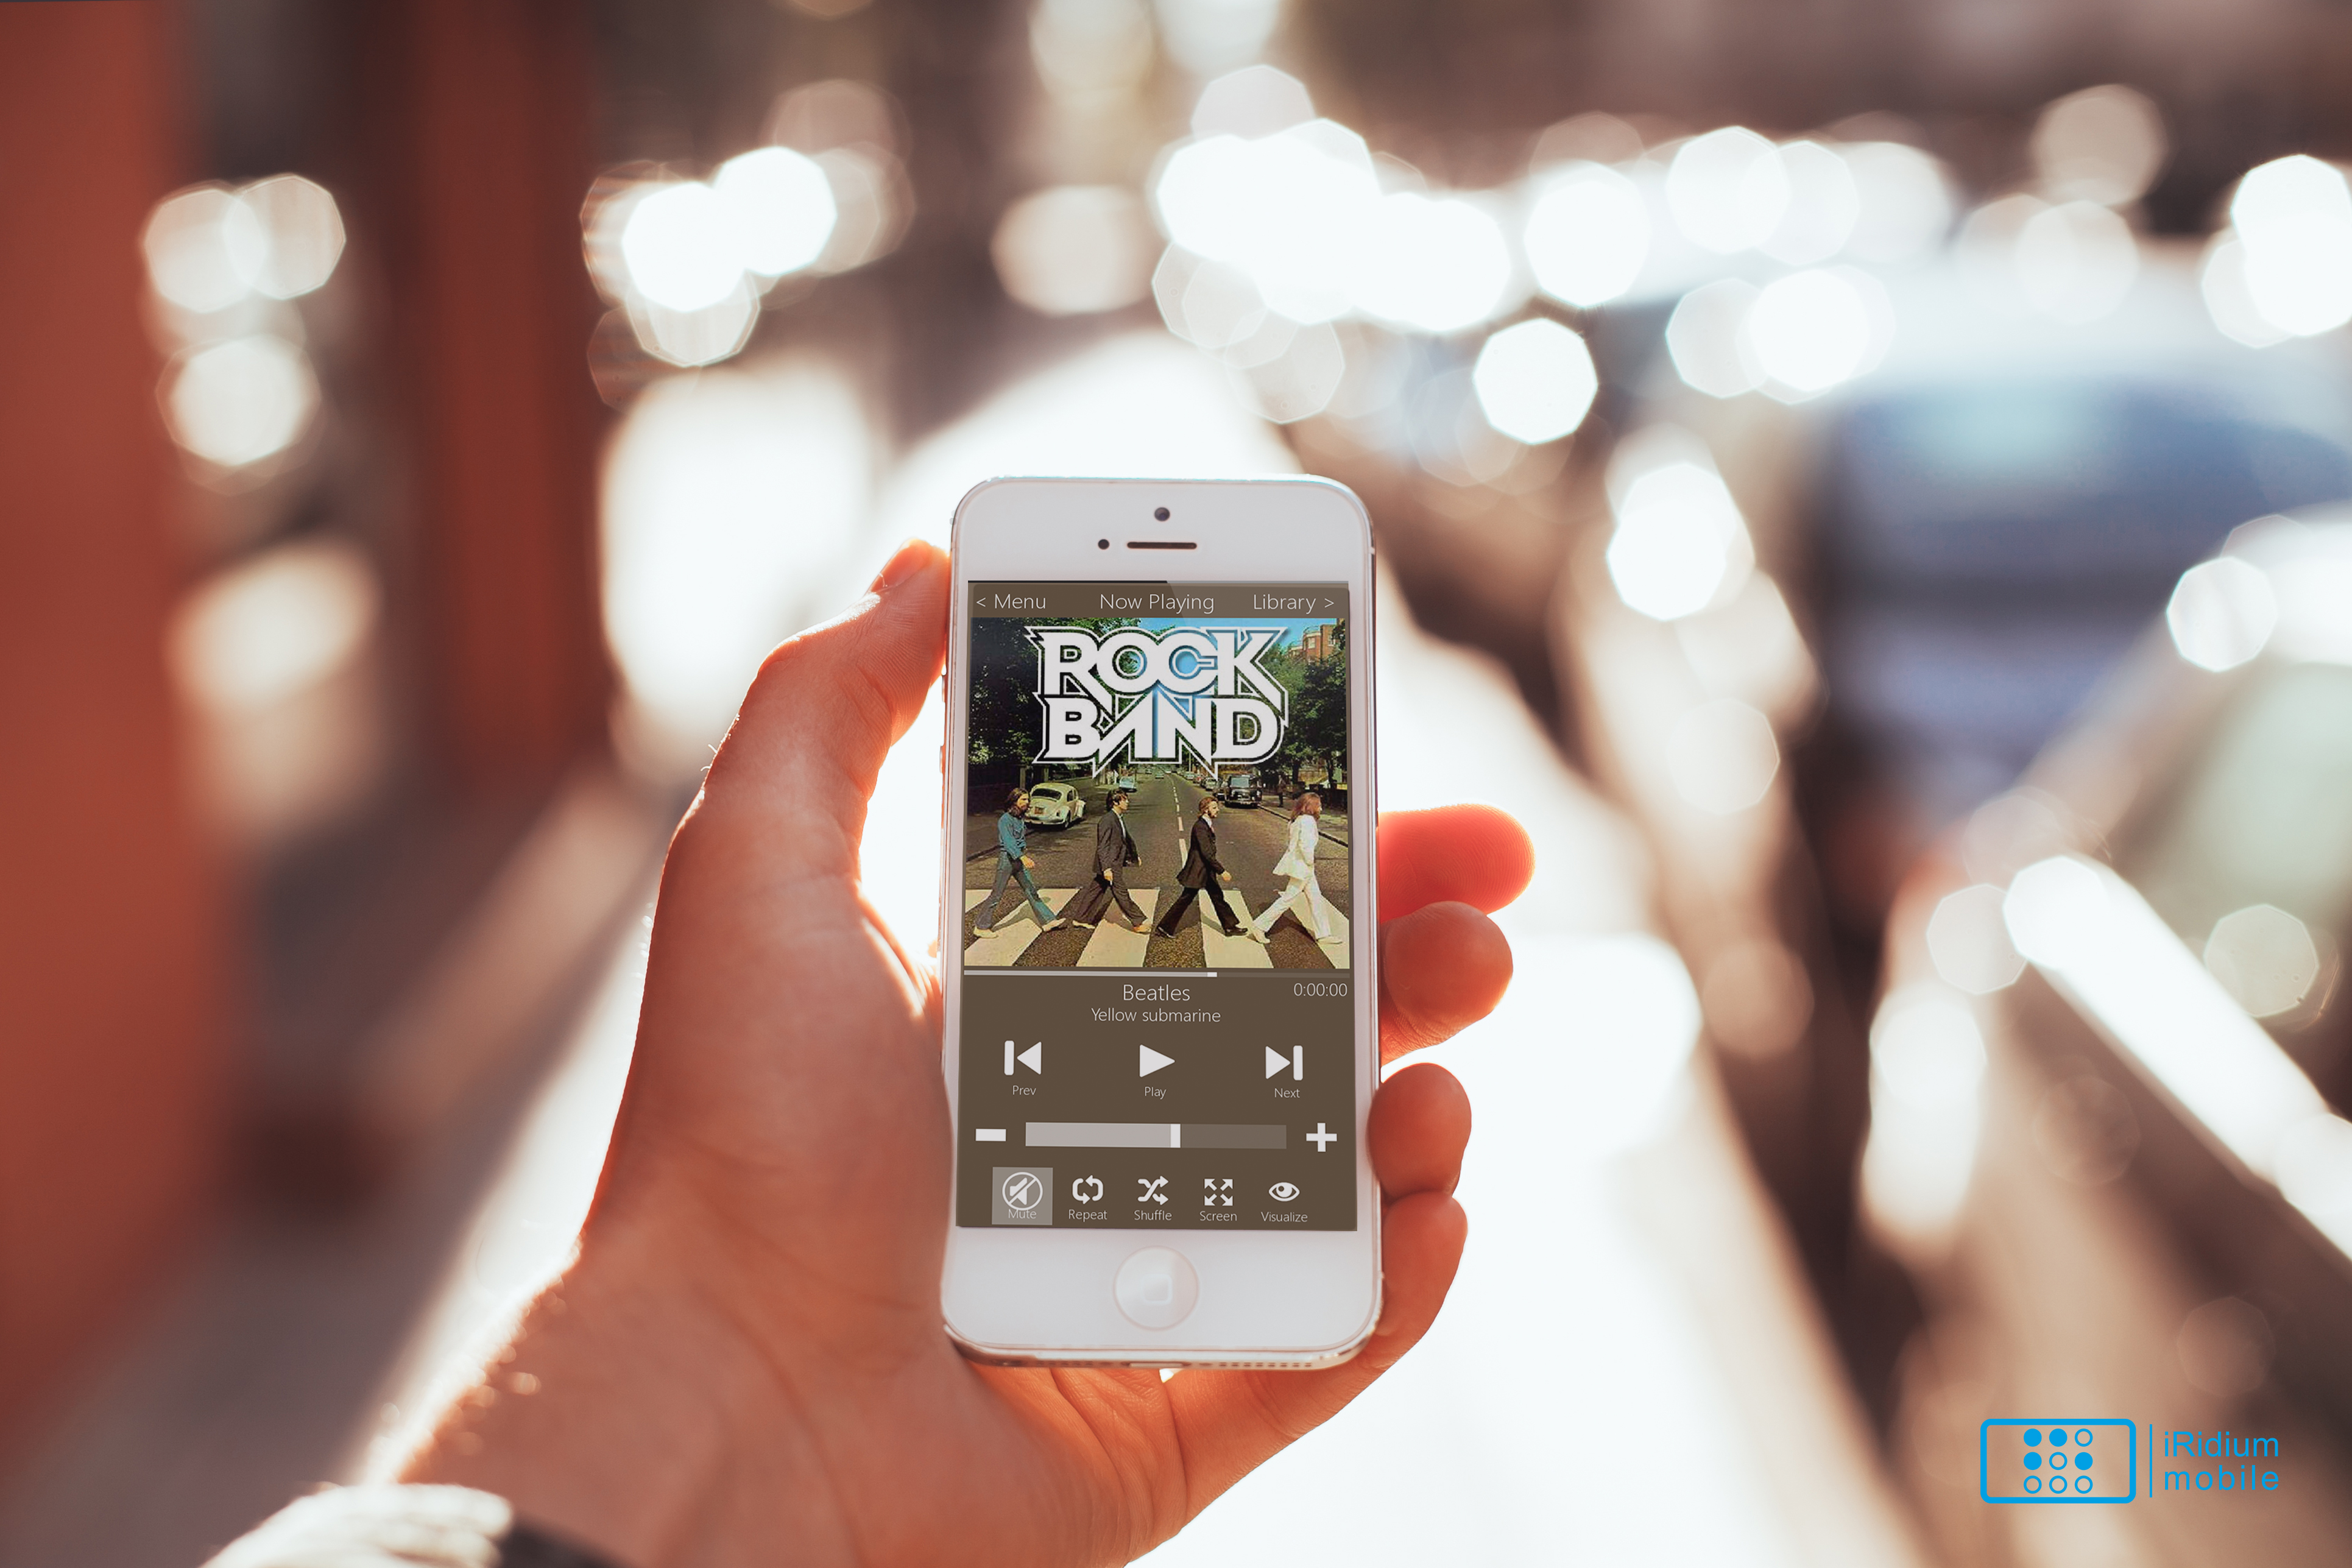 < Menu Now Playing Library >
ROCK
BAND
Beatles 0:00:00
Yellow submarine
Prev Play Next
Mute Repeat Shuffle Screen Visualize
iRidium
mobile